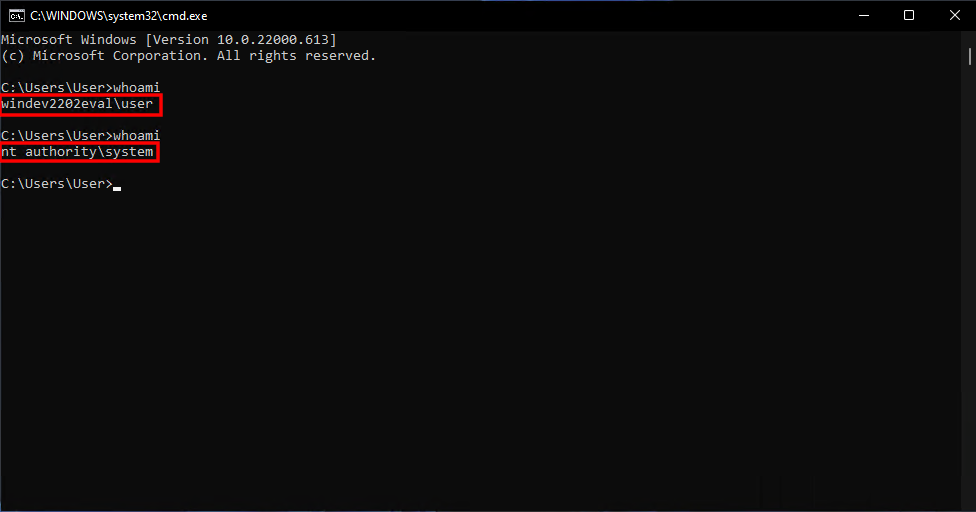 C:\WINDOWS\system32\cmd.exe
Microsoft Windows [Version 10.0.22000.613]
(c) Microsoft Corporation. All rights reserved.
C:\Users\User>whoami
windev2202eval\user
C:\Users\User>whoami
nt authority\system
C:\Users\User>